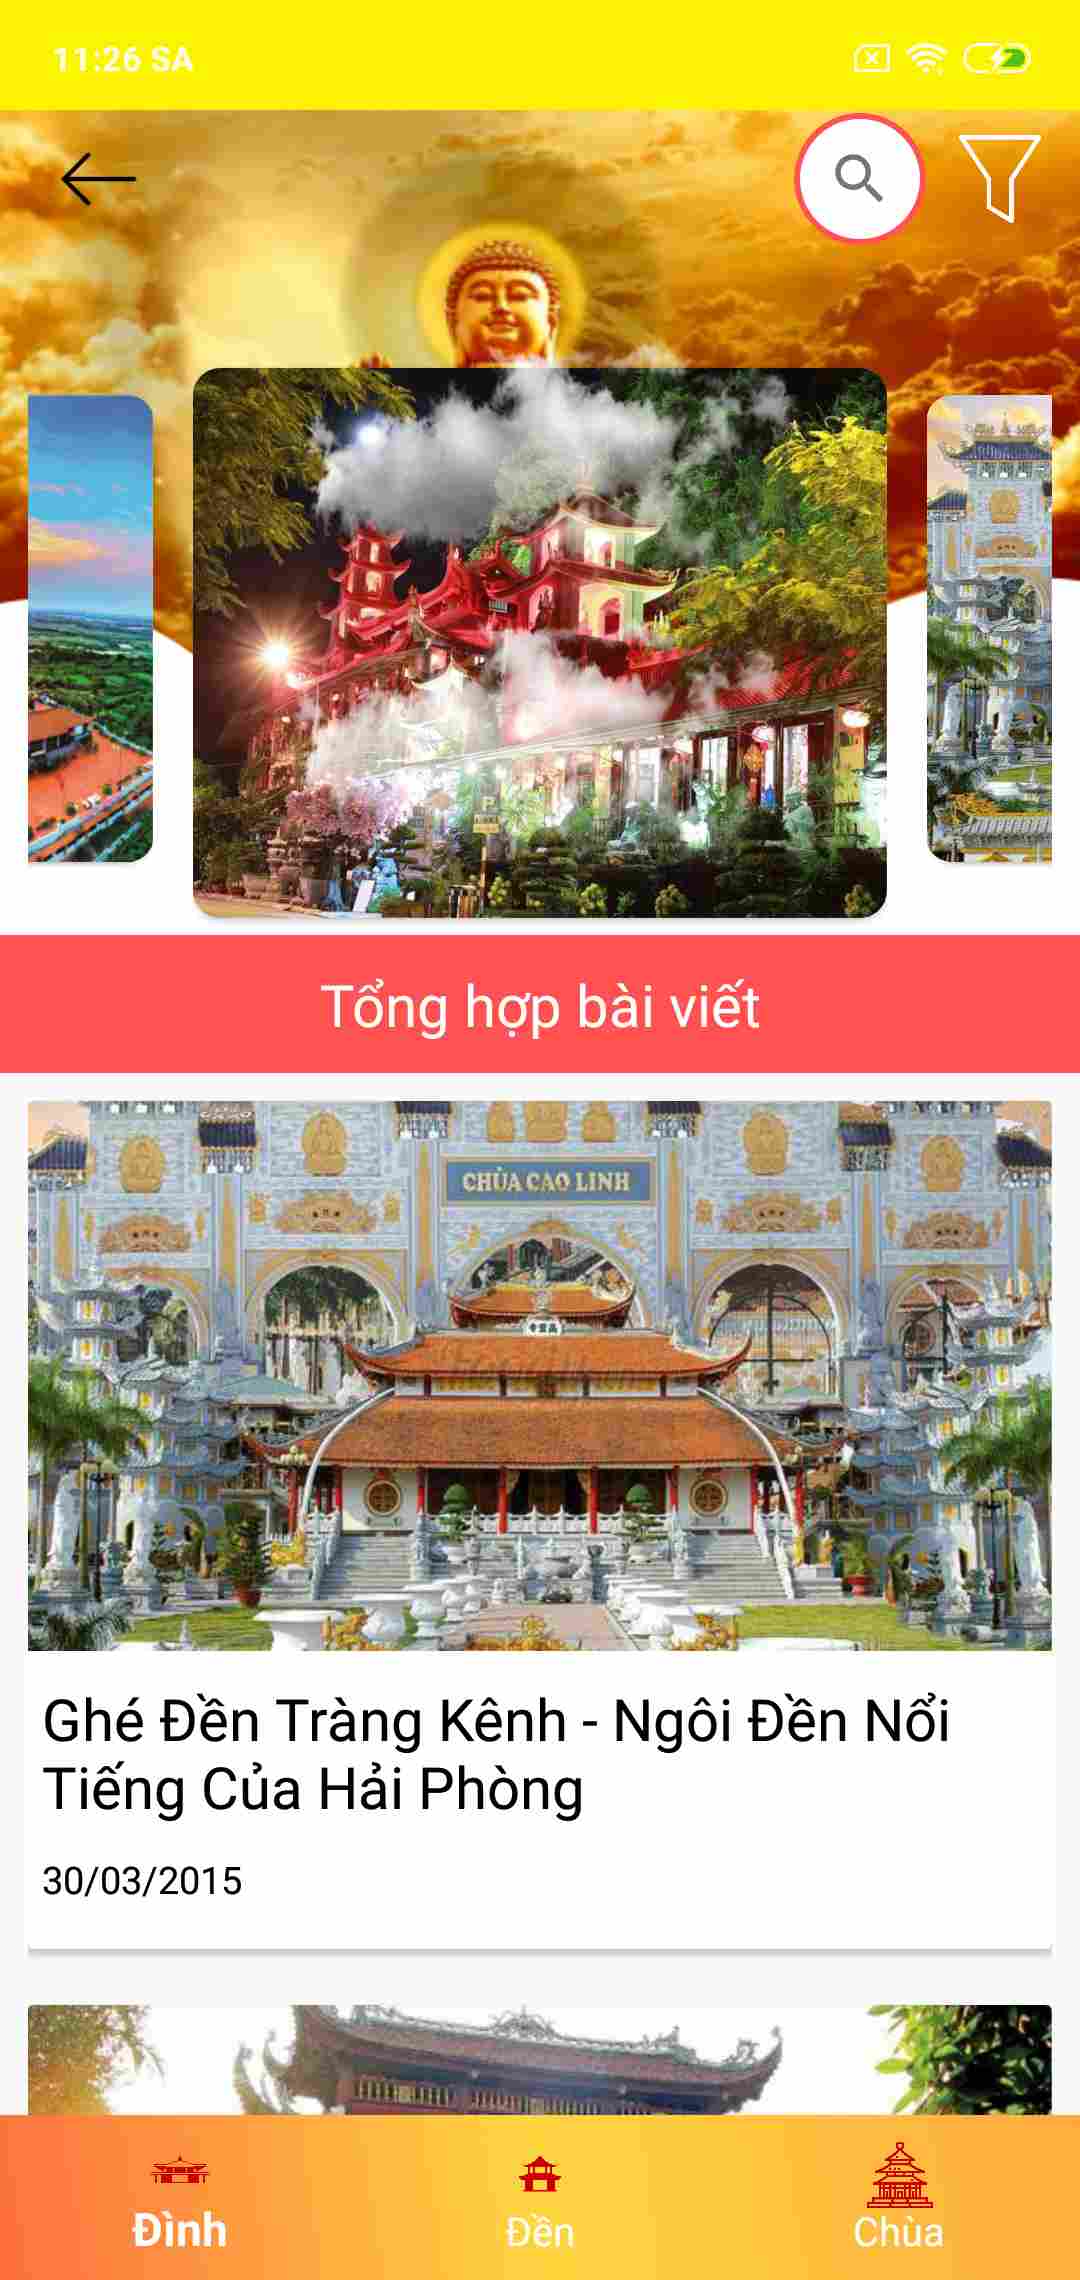 11:26 SA
Tổng hợp bài viết
CHÙA CAO LINH
Ghé Đền Tràng Kênh - Ngôi Đền Nổi
Tiếng Của Hải Phòng
30/03/2015
Đình
Đền
Chùa